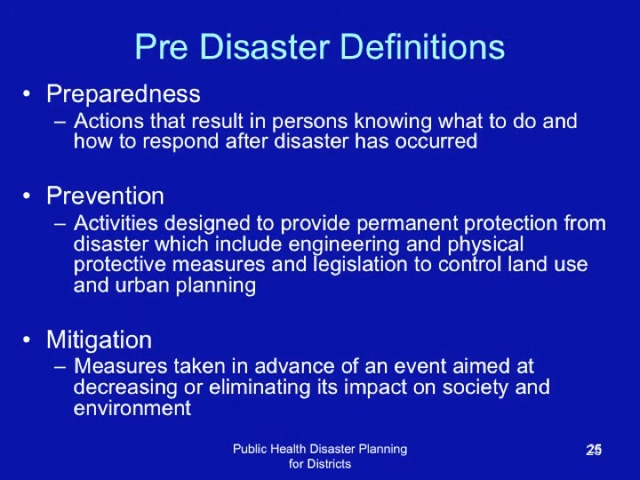 Pre Disaster Definitions
• Preparedness
– Actions that result in persons knowing what to do and
how to respond after disaster has occurred
• Prevention
– Activities designed to provide permanent protection from
disaster which include engineering and physical
protective measures and legislation to control land use
and urban planning
• Mitigation
– Measures taken in advance of an event aimed at
decreasing or eliminating its impact on society and
environment
Public Health Disaster Planning
for Districts